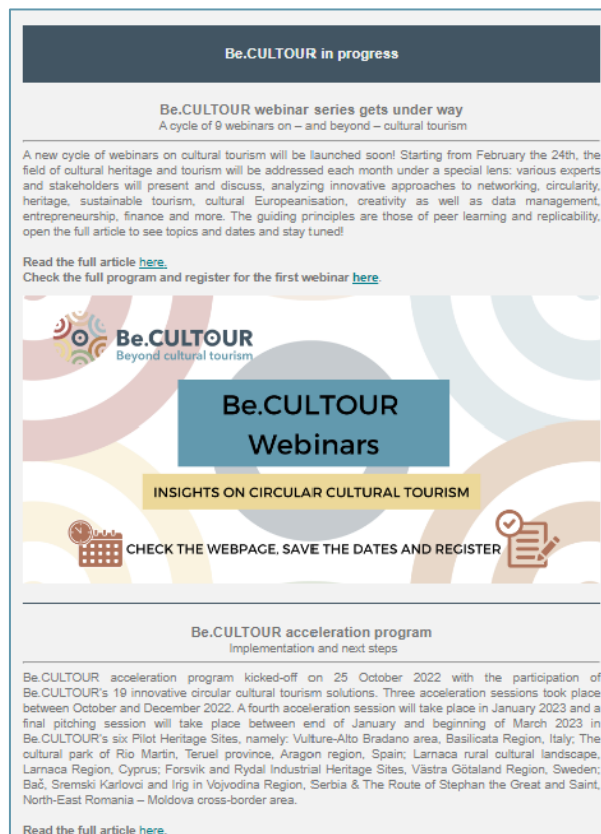 Be.CULTOUR in progress
Be.CULTOUR webinar series gets under way
A cycle of 9 webinars on – and beyond – cultural tourism
A new cycle of webinars on cultural tourism will be launched soon! Starting from February the 24th, the
field of cultural heritage and tourism will be addressed each month under a special lens: various experts
and stakeholders will present and discuss, analyzing innovative approaches to networking, circularity,
heritage, sustainable tourism, cultural Europeanisation, creativity as well as data management,
entrepreneurship, finance and more. The guiding principles are those of peer learning and replicability,
open the full article to see topics and dates and stay tuned!
Read the full article here.
Check the full program and register for the first webinar here.
Be.CULTOUR
Beyond cultural tourism
Be.CULTOUR
Webinars
INSIGHTS ON CIRCULAR CULTURAL TOURISM
CHECK THE WEBPAGE, SAVE THE DATES AND REGISTER
Be.CULTOUR acceleration program
Implementation and next steps
Be.CULTOUR acceleration program kicked-off on 25 October 2022 with the participation of
Be.CULTOUR's 19 innovative circular cultural tourism solutions. Three acceleration sessions took place
between October and December 2022. A fourth acceleration session will take place in January 2023 and a
final pitching session will take place between end of January and beginning of March 2023 in
Be.CULTOUR's six Pilot Heritage Sites, namely: Vulture-Alto Bradano area, Basilicata Region, Italy; The
cultural park of Rio Martin, Teruel province, Aragon region, Spain; Larnaca rural cultural landscape,
Larnaca Region, Cyprus; Forsvik and Rydal Industrial Heritage Sites, Västra Götaland Region, Sweden;
Bač, Sremski Karlovci and Irig in Vojvodina Region, Serbia & The Route of Stephan the Great and Saint,
North-East Romania – Moldova cross-border area.
Read the full article here.